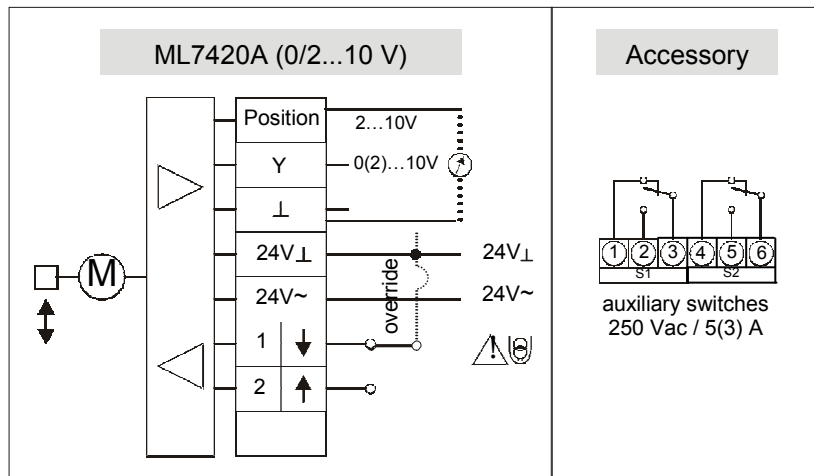 ML7420A (0/2...10 V)
Position
2...10V
Y
0(2)...10V
⊥
24V⊥
24V⊥
24V~
24V~
override
1
2
M
Accessory
1 2 3 4 5 6
S1 S2
auxiliary switches
250 Vac / 5(3) A